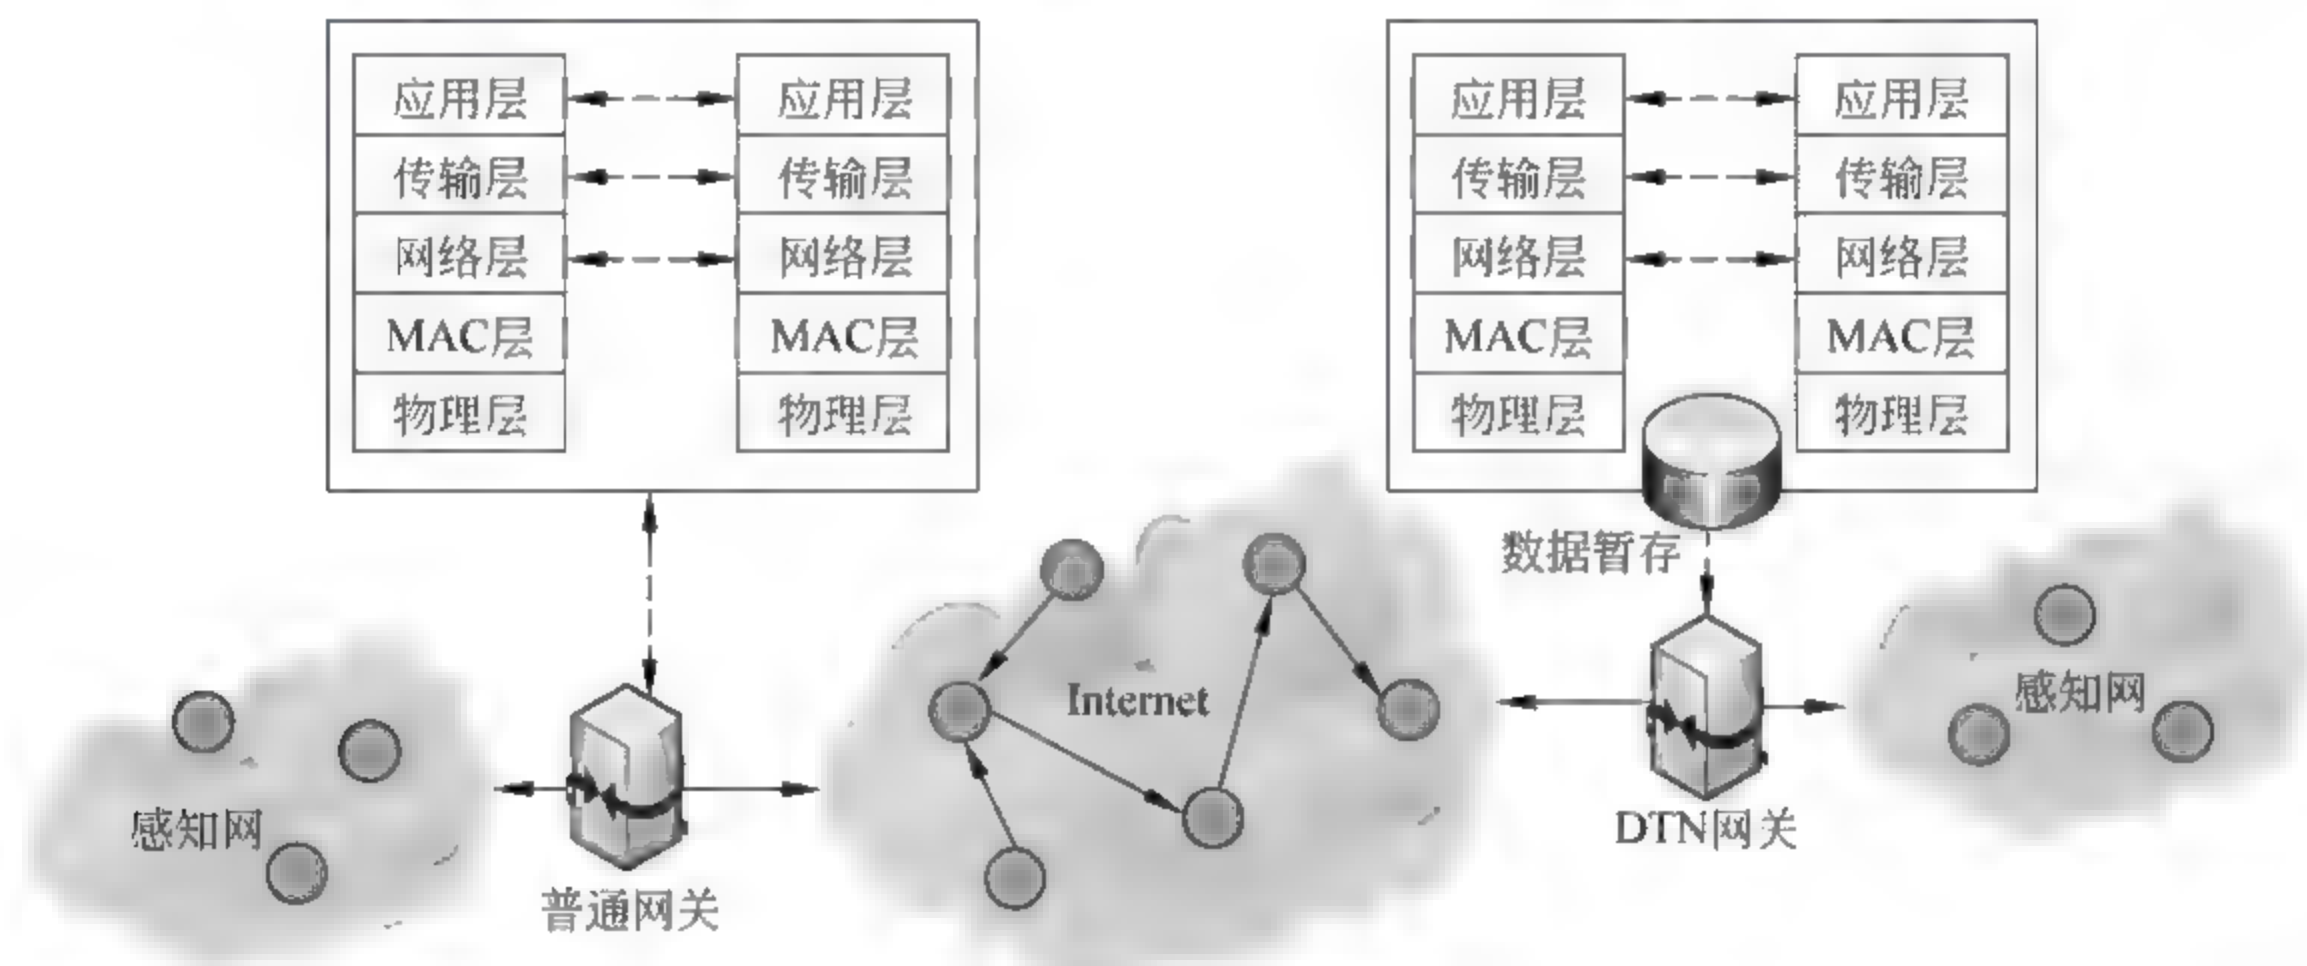 应用层
传输层
网络层
MAC层
物理层
应用层
传输层
网络层
MAC层
物理层
应用层
传输层
网络层
MAC层
物理层
应用层
传输层
网络层
MAC层
物理层
数据暂存
感知网
普通网关
Internet
DTN网关
感知网